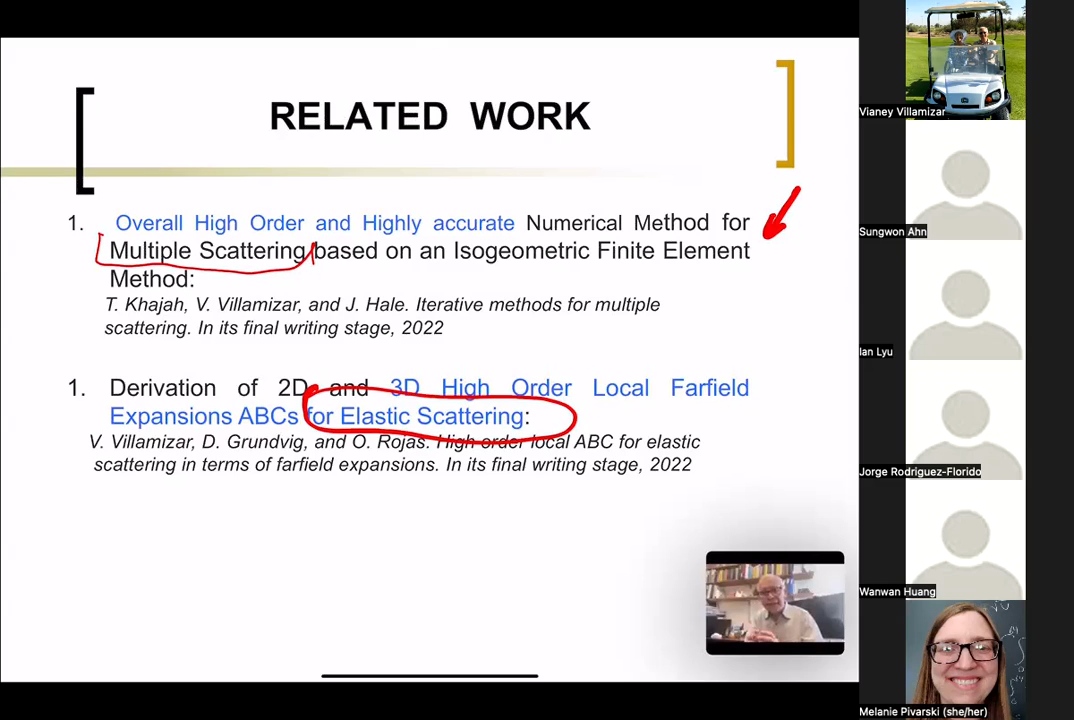 RELATED WORK
1. Overall High Order and Highly accurate Numerical Method for
Multiple Scattering based on an Isogeometric Finite Element
Method:
T. Khajah, V. Villamizar, and J. Hale. Iterative methods for multiple
scattering. In its final writing stage, 2022
1. Derivation of 2D and 3D High Order Local Farfield
Expansions ABCs for Elastic Scattering:
V. Villamizar, D. Grundvig, and O. Rojas. High order local ABC for elastic
scattering in terms of farfield expansions. In its final writing stage, 2022
Vianey Villamizar
Sungwon Ahn
Ian Lyu
Jorge Rodriguez-Florido
Wanwan Huang
Melanie Pivarski (she/her)